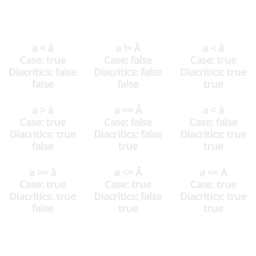 a < ä
Case: true
Diacritics: false
false
a != Ä
Case: false
Diacritics: false
false
a < ä
Case: true
Diacritics: true
true
a > ä
Case: true
Diacritics: true
false
a == Ä
Case: false
Diacritics: false
true
a < ä
Case: false
Diacritics: true
true
a >= ä
Case: true
Diacritics: true
false
a <= Ä
Case: true
Diacritics: false
true
a <= A
Case: true
Diacritics: true
true